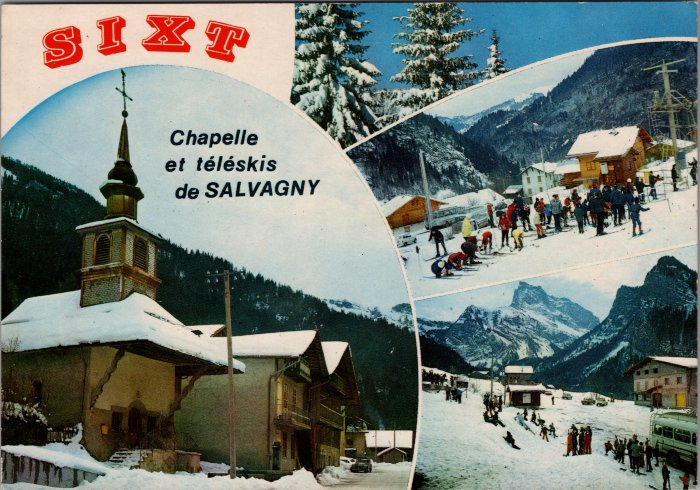 SIXT
Chapelle
et téléskis
de SALVAGNY